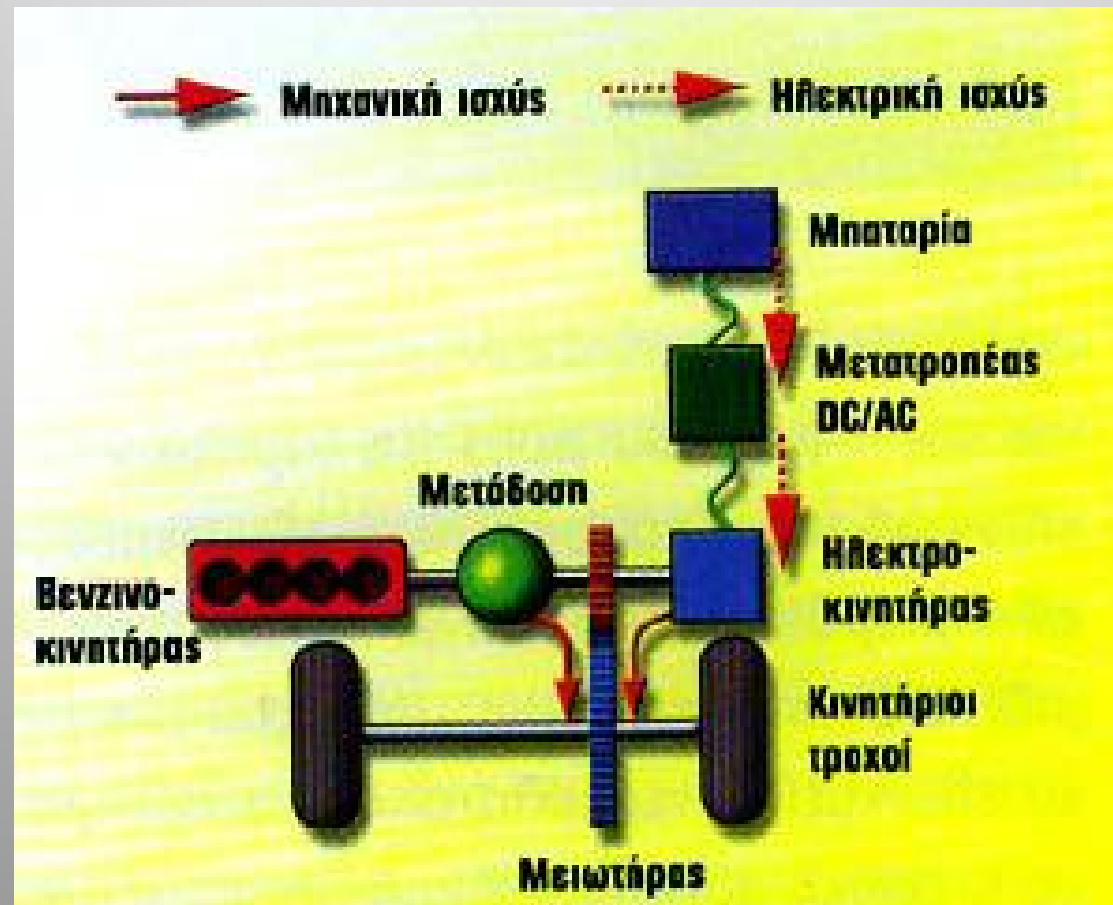 Μηχανική ισχύς
Ηλεκτρική ισχύς
Μπαταρία
Μετατροπέας
DC/AC
Μετάδοση
Ηλεκτρο-
κινητήρας
Βενζινο-
κινητήρας
Κινητήριοι
τροχοί
Μειωτήρας